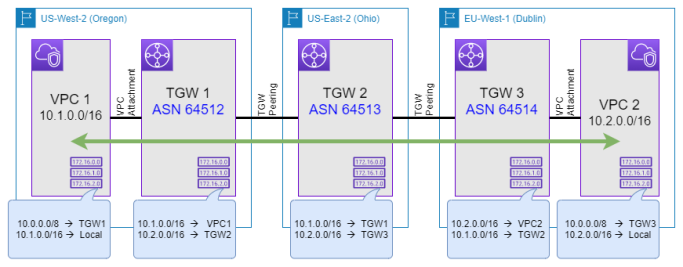 US-West-2 (Oregon)
US-East-2 (Ohio)
EU-West-1 (Dublin)
VPC 1
10.1.0.0/16
VPC
Attachment
TGW 1
ASN 64512
TGW
Peering
TGW 2
ASN 64513
TGW
Peering
TGW 3
ASN 64514
VPC
Attachment
VPC 2
10.2.0.0/16
172.16.0.0
172.16.1.0
172.16.2.0
172.16.0.0
172.16.1.0
172.16.2.0
172.16.0.0
172.16.1.0
172.16.2.0
172.16.0.0
172.16.1.0
172.16.2.0
172.16.0.0
172.16.1.0
172.16.2.0
10.0.0.0/8 → TGW1
10.1.0.0/16 → Local
10.1.0.0/16 → VPC1
10.2.0.0/16 → TGW2
10.1.0.0/16 → TGW1
10.2.0.0/16 → TGW3
10.2.0.0/16 → VPC2
10.1.0.0/16 → TGW2
10.0.0.0/8 → TGW3
10.2.0.0/16 → Local